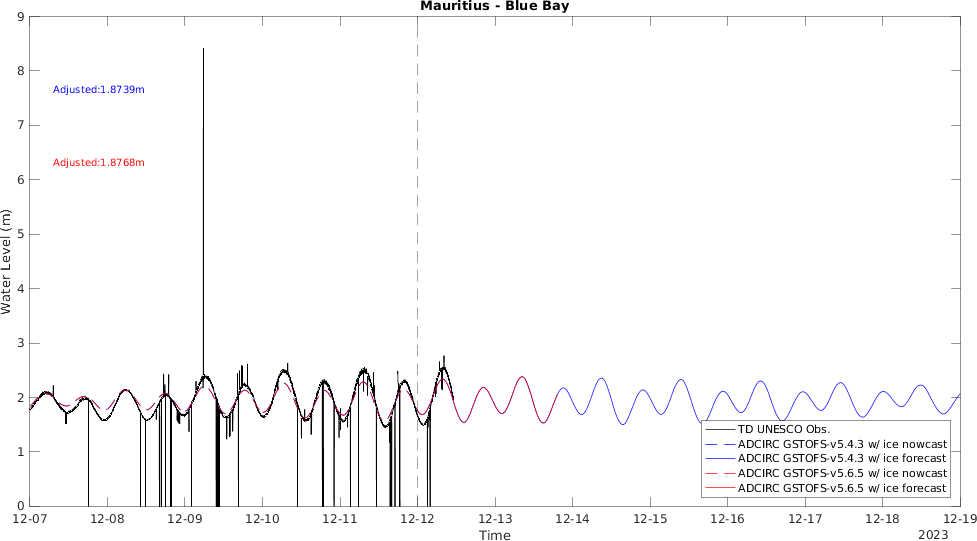 Mauritius - Blue Bay
9
8
7
6
5
4
3
2
1
0
Water Level (m)
Adjusted:1.8739m
Adjusted:1.8768m
TD UNESCO Obs.
ADCIRC GSTOFS-v5.4.3 w/ ice nowcast
ADCIRC GSTOFS-v5.4.3 w/ ice forecast
ADCIRC GSTOFS-v5.6.5 w/ ice nowcast
ADCIRC GSTOFS-v5.6.5 w/ ice forecast
12-07 12-08 12-09 12-10 12-11 12-12 12-13 12-14 12-15 12-16 12-17 12-18 12-19
Time
2023